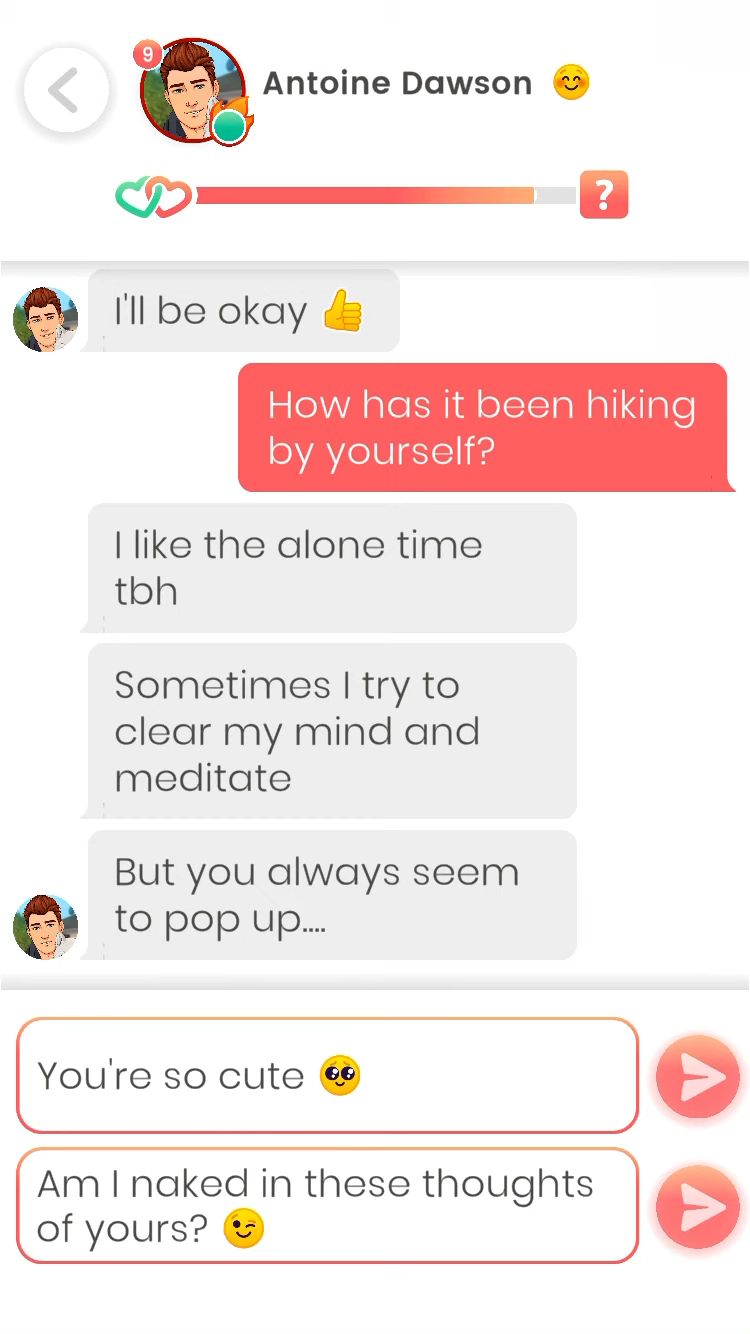 9
Antoine Dawson 😊
?
I'll be okay 👍
How has it been hiking
by yourself?
I like the alone time
tbh
Sometimes I try to
clear my mind and
meditate
But you always seem
to pop up....
You're so cute 🥺
Am I naked in these thoughts
of yours? 😉